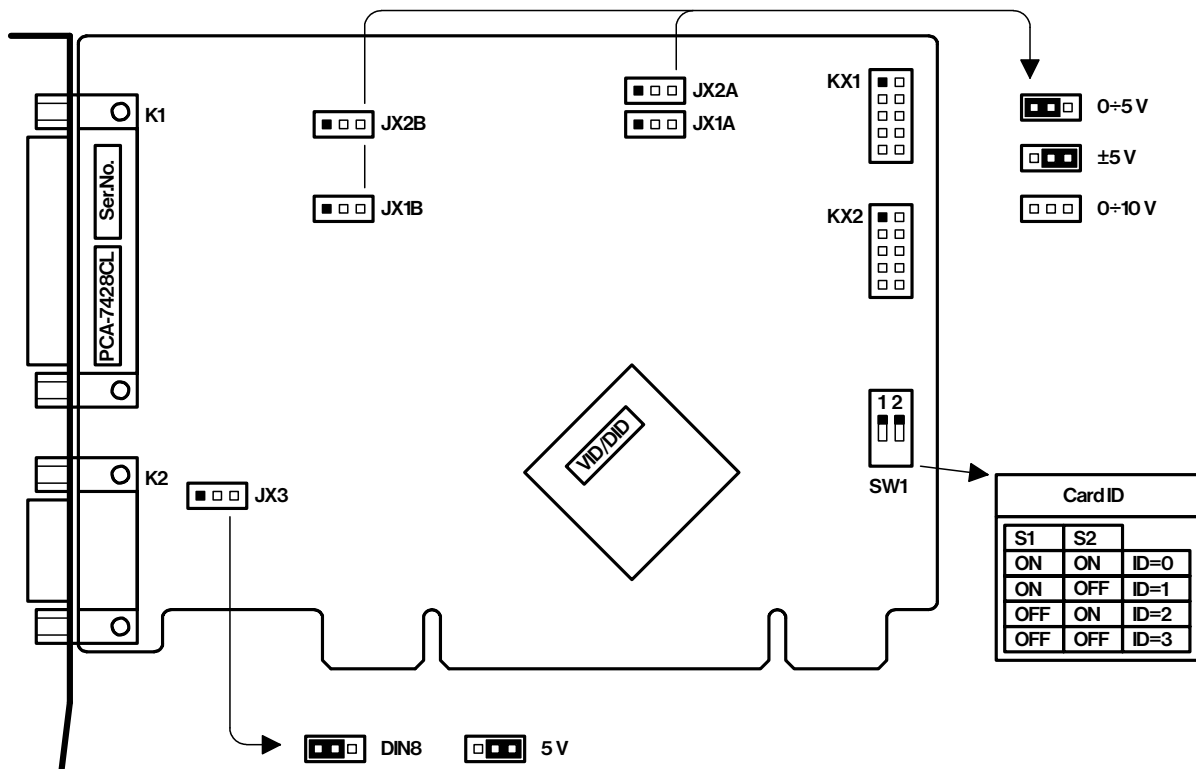 K1
JX2B
JX2A
JX1A
KX1
0÷5 V
±5 V
0÷10 V
Ser.No.
PCA-7428CL
JX1B
KX2
VID/DID
1 2
SW1
K2
JX3
Card ID
S1 S2
ON ON ID=0
ON OFF ID=1
OFF ON ID=2
OFF OFF ID=3
DIN8
5 V